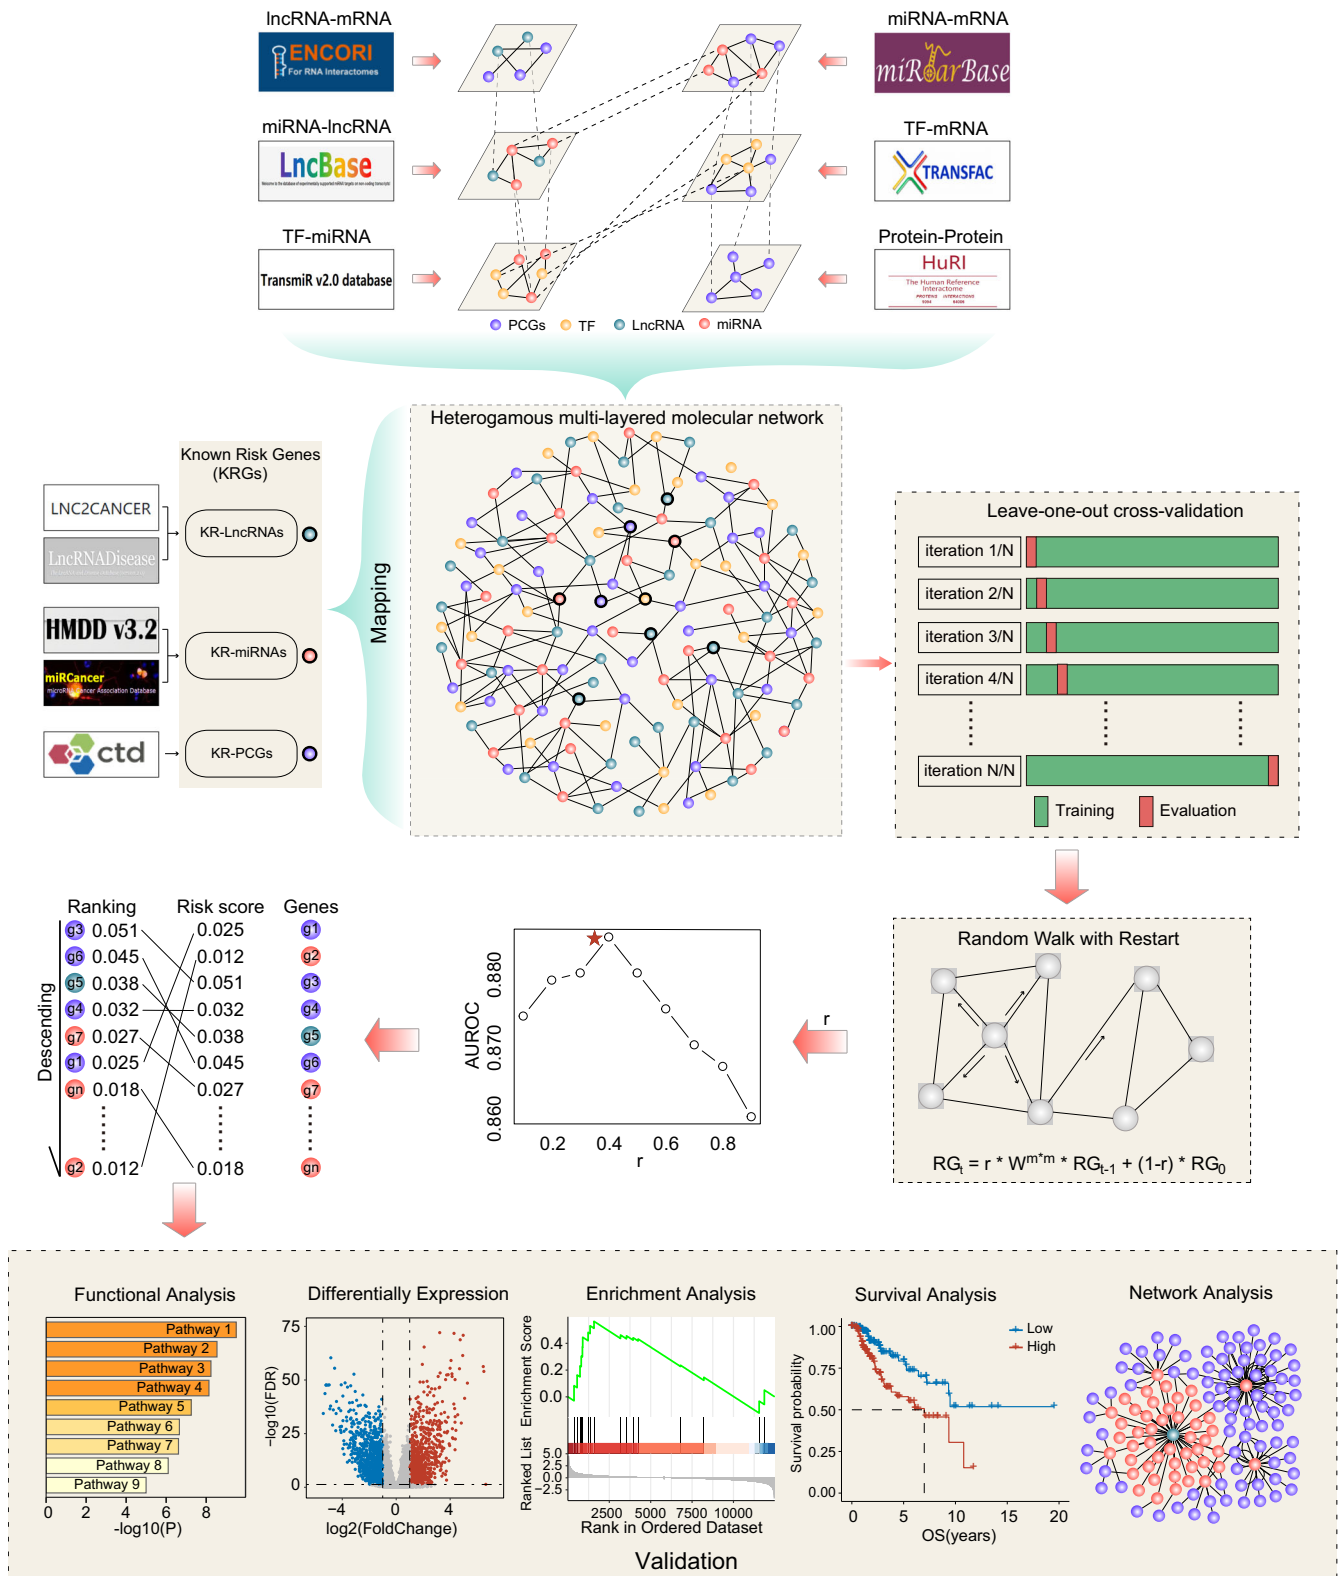 lncRNA-mRNA
ENCORI
For RNA Interactomes
miRNA-mRNA
miRTarBase
miRNA-lncRNA
LncBase
TF-mRNA
TRANSFAC
TF-miRNA
TransmiR v2.0 database
Protein-Protein
HuRI
The Human Reference
Interactome
PROTEINS INTERACTIONS
PCGs
TF
LncRNA
miRNA
Heterogamous multi-layered molecular network
Mapping
Known Risk Genes
(KRGs)
LNC2CANCER
LncRNADisease
KR-LncRNAs
HMDD v3.2
miRCancer
microRNA Cancer Association Database
KR-miRNAs
ctd
KR-PCGs
Leave-one-out cross-validation
iteration 1/N
iteration 2/N
iteration 3/N
iteration 4/N
iteration N/N
Training
Evaluation
Ranking Risk score Genes
Descending
g3 0.051 0.025 g1
g6 0.045 0.012 g2
g5 0.038 0.051 g3
g4 0.032 0.032 g4
g7 0.027 0.038 g5
g1 0.025 0.045 g6
gn 0.018 0.027 g7
g2 0.012 0.018 gn
AUROC
0.880
0.870
0.860
0.2 0.4 0.6 0.8
r
r
Random Walk with Restart
RGt = r * W^m*m * RGt-1 + (1-r) * RG0
Functional Analysis
Pathway 1
Pathway 2
Pathway 3
Pathway 4
Pathway 5
Pathway 6
Pathway 7
Pathway 8
Pathway 9
0 2 4 6 8
-log10(P)
Differentially Expression
−log10(FDR)
75
50
25
0
−4 0 4
log2(FoldChange)
Enrichment Analysis
Enrichment Score
0.4
0.2
0.0
Ranked List
5.0
2.5
0.0
−2.5
2500 5000 7500 10000
Rank in Ordered Dataset
Survival Analysis
Low
High
Survival probability
1.00
0.75
0.50
0.25
0.00
0 5 10 15 20
OS(years)
Network Analysis
Validation